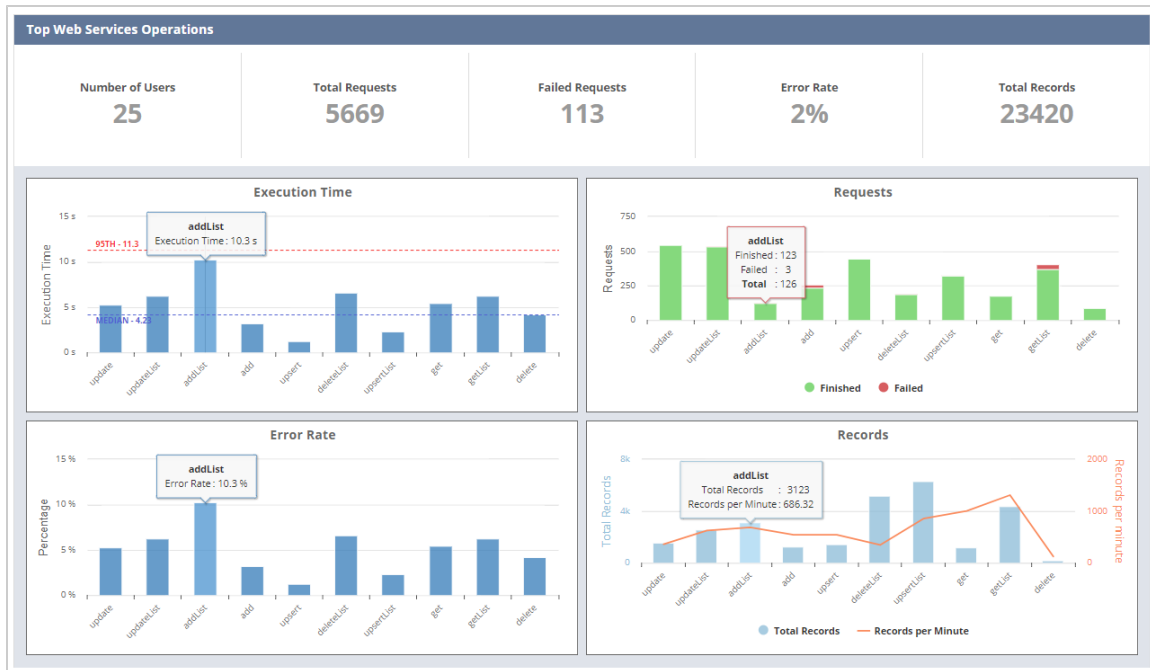 Top Web Services Operations
Number of Users
25
Total Requests
5669
Failed Requests
113
Error Rate
2%
Total Records
23420
Execution Time
Execution Time
15 s
10 s
5 s
0 s
95TH - 11.3
MEDIAN - 4.23
addList
Execution Time : 10.3 s
update
updateList
addList
add
upsert
deleteList
upsertList
get
getList
delete
Requests
Requests
750
500
250
0
addList
Finished : 123
Failed : 3
Total : 126
update
updateList
addList
add
upsert
deleteList
upsertList
get
getList
delete
Finished
Failed
Error Rate
Percentage
15 %
10 %
5 %
0 %
addList
Error Rate : 10.3 %
update
updateList
addList
add
upsert
deleteList
upsertList
get
getList
delete
Records
Total Records
8k
4k
0
addList
Total Records : 3123
Records per Minute : 686.32
2000
1000
0
Records per minute
update
updateList
addList
add
upsert
deleteList
upsertList
get
getList
delete
Total Records
Records per Minute